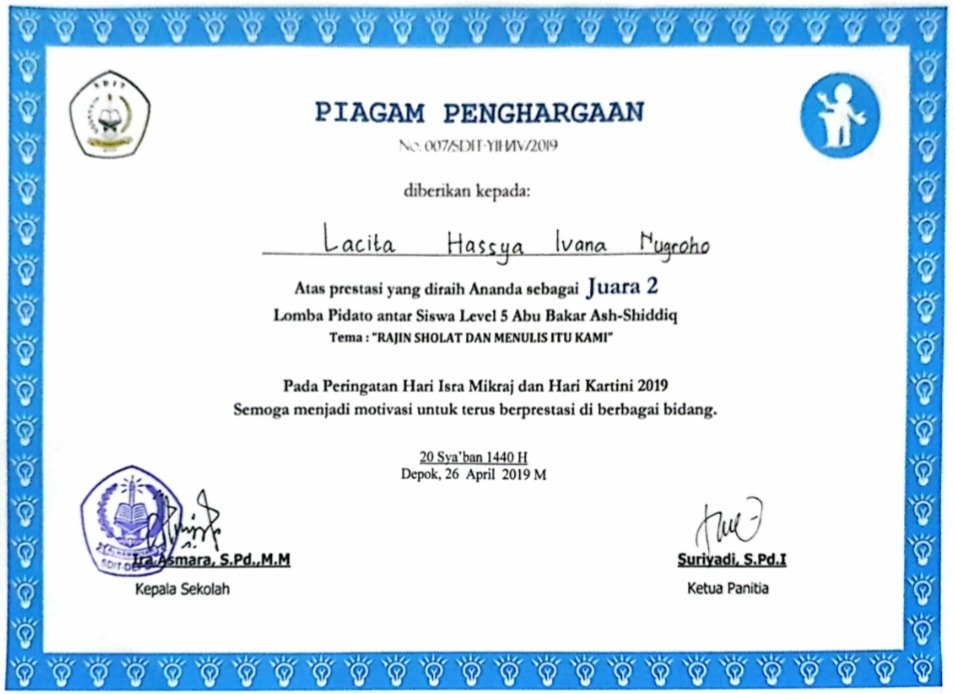 SDIT
PIAGAM PENGHARGAAN
No. 007/SDIT-YIH/IV/2019
diberikan kepada:
Lacita Hassya Ivana Nugroho
Atas prestasi yang diraih Ananda sebagai Juara 2
Lomba Pidato antar Siswa Level 5 Abu Bakar Ash-Shiddiq
Tema : "RAJIN SHOLAT DAN MENULIS ITU KAMI"
Pada Peringatan Hari Isra Mikraj dan Hari Kartini 2019
Semoga menjadi motivasi untuk terus berprestasi di berbagai bidang.
20 Sya'ban 1440 H
Depok, 26 April 2019 M
Ira Asmara, S.Pd.,M.M
Kepala Sekolah
Suriyadi, S.Pd.I
Ketua Panitia